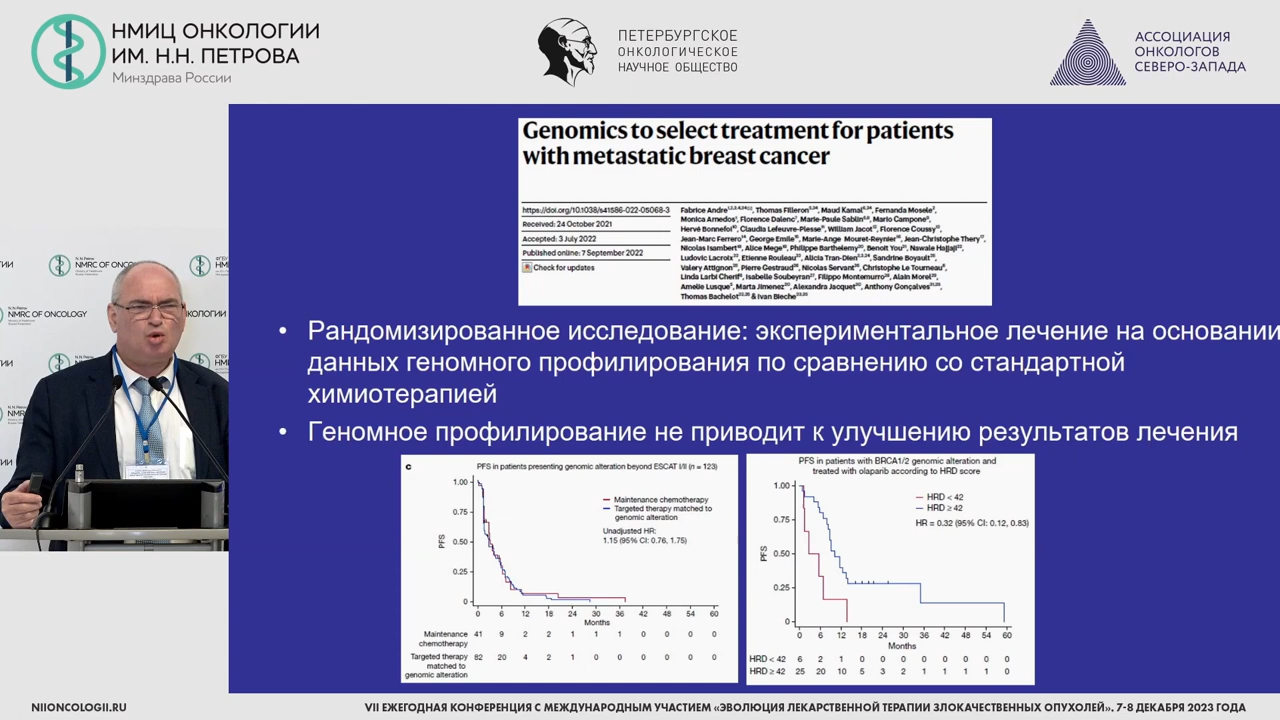 НМИЦ ОНКОЛОГИИ
ИМ. Н.Н. ПЕТРОВА
Минздрава России
ПЕТЕРБУРГСКОЕ
ОНКОЛОГИЧЕСКОЕ
НАУЧНОЕ ОБЩЕСТВО
АССОЦИАЦИЯ
ОНКОЛОГОВ
СЕВЕРО-ЗАПАДА
Genomics to select treatment for patients
with metastatic breast cancer
https://doi.org/10.1038/s41586-022-05068-3
Received: 24 October 2021
Accepted: 3 July 2022
Published online: 7 September 2022
Check for updates
Fabrice Andre, Thomas Filleron, Maud Kamal, Fernanda Mosele,
Monica Arnedos, Florence Dalenc, Marie-Paule Sablin, Mario Campone,
Hervé Bonnefoi, Claudia Lefeuvre-Plesse, William Jacot, Florence Coussy,
Jean-Marc Ferrero, George Emile, Marie-Ange Mouret-Reynier, Jean-Christophe Thery,
Nicolas Isambert, Alice Mege, Philippe Barthelemy, Benoit You, Nawale Hajjaji,
Ludovic Lacroix, Etienne Rouleau, Alicia Tran-Dien, Sandrine Boyault,
Valery Attignon, Pierre Gestraud, Nicolas Servant, Christophe Le Tourneau,
Linda Larbi Cherif, Isabelle Soubeyran, Filippo Montemurro, Alain Morel,
Amelie Lusque, Marta Jimenez, Alexandra Jacquet, Anthony Gonçalves,
Thomas Bachelot & Ivan Bieche
• Рандомизированное исследование: экспериментальное лечение на основании
данных геномного профилирования по сравнению со стандартной
химиотерапией
• Геномное профилирование не приводит к улучшению результатов лечения
c PFS in patients presenting genomic alteration beyond ESCAT I/II (n = 123)
Maintenance chemotherapy
Targeted therapy matched to
genomic alteration
Unadjusted HR:
1.15 (95% CI: 0.76, 1.75)
PFS
1.00
0.75
0.50
0.25
0
0 6 12 18 24 30 36 42 48 54 60
Months
Maintenance chemotherapy 41 9 2 2 1 1 1 0 0 0 0
Targeted therapy matched to genomic alteration 82 20 4 2 1 0 0 0 0 0 0
PFS in patients with BRCA1/2 genomic alteration and
treated with olaparib according to HRD score
HRD < 42
HRD ≥ 42
HR = 0.32 (95% CI: 0.12, 0.83)
PFS
1.00
0.75
0.50
0.25
0
0 6 12 18 24 30 36 42 48 54 60
Months
HRD < 42 6 2 1 0 0 0 0 0 0 0 0
HRD ≥ 42 25 20 10 5 3 2 1 1 1 1 0
NMRC OF ONCOLOGY
NIIONCOLOGII.RU
VII ЕЖЕГОДНАЯ КОНФЕРЕНЦИЯ С МЕЖДУНАРОДНЫМ УЧАСТИЕМ «ЭВОЛЮЦИЯ ЛЕКАРСТВЕННОЙ ТЕРАПИИ ЗЛОКАЧЕСТВЕННЫХ ОПУХОЛЕЙ». 7-8 ДЕКАБРЯ 2023 ГОДА